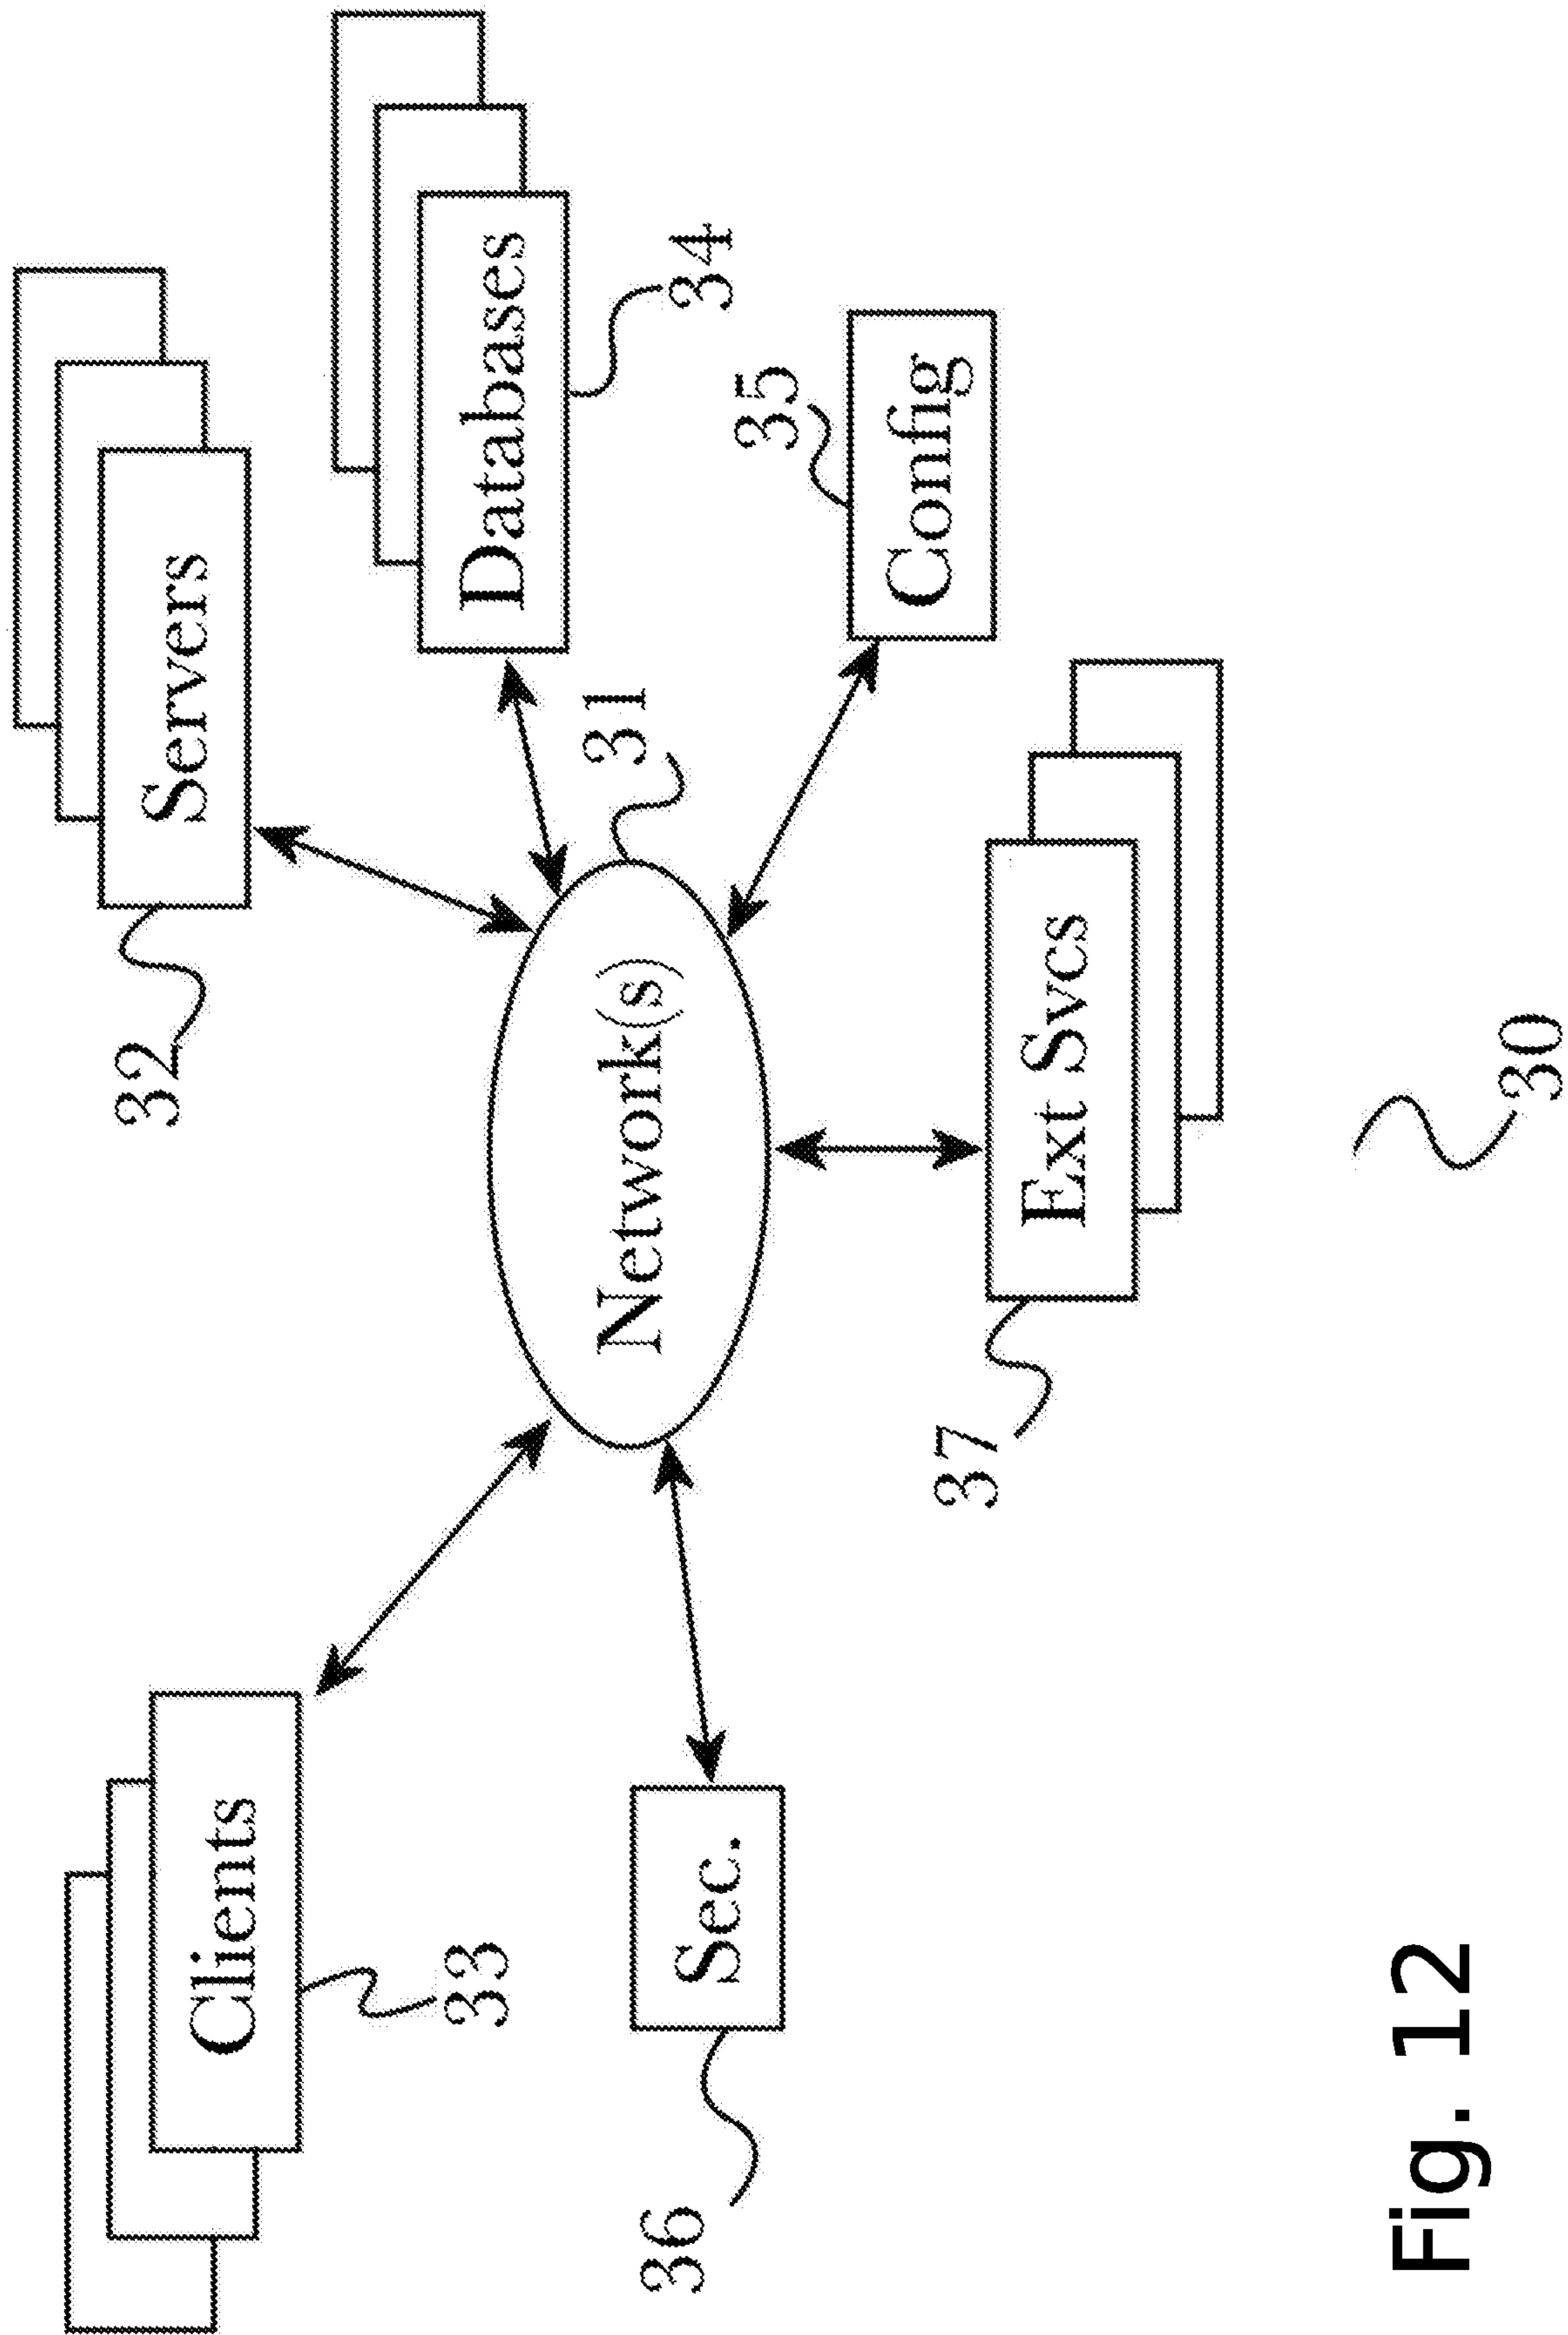 Clients
33
32
Servers
Databases
34
31
Network(s)
36
Sec.
35
Config
37
Ext Svcs
30
Fig. 12